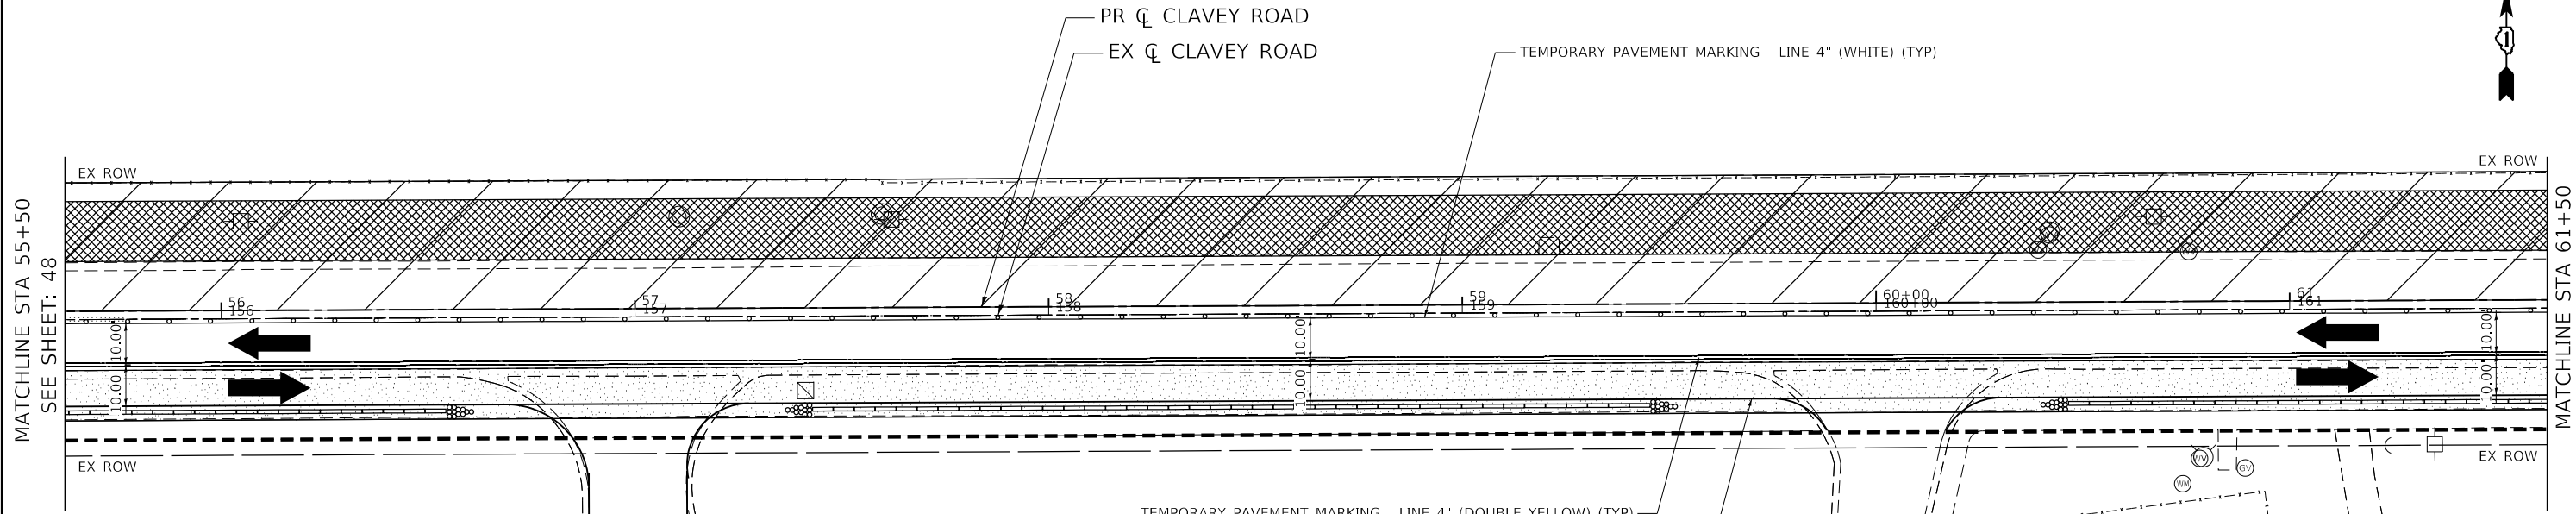 PR ℄ CLAVEY ROAD
EX ℄ CLAVEY ROAD
TEMPORARY PAVEMENT MARKING - LINE 4" (WHITE) (TYP)
EX ROW
EX ROW
MATCHLINE STA 55+50
SEE SHEET: 48
MATCHLINE STA 61+50
56
156
57
157
58
158
59
159
60+00
160+00
61
161
10.00'
10.00'
10.00'
10.00'
10.00'
10.00'
EX ROW
EX ROW
WV
GV
WM
TEMPORARY PAVEMENT MARKING - LINE 4" (DOUBLE YELLOW) (TYP)